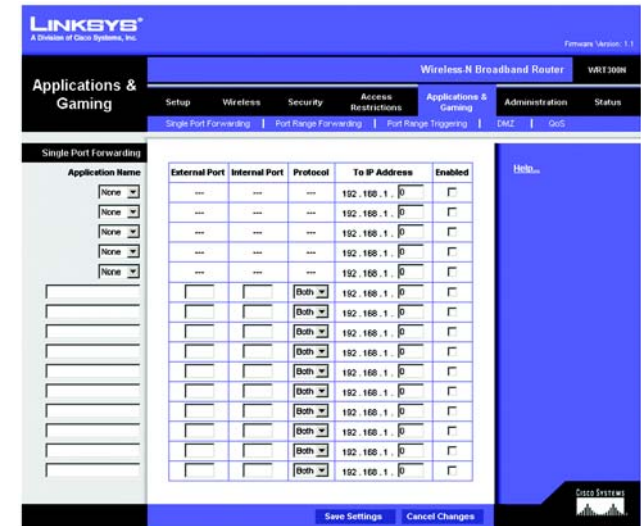 LINKSYS®
A Division of Cisco Systems, Inc.
Firmware Version: 1.1
Wireless-N Broadband Router WRT300N
Applications &
Gaming
Setup Wireless Security Access Restrictions Applications & Gaming Administration Status
Single Port Forwarding | Port Range Forwarding | Port Range Triggering | DMZ | QoS
Single Port Forwarding
Application Name External Port Internal Port Protocol To IP Address Enabled
Help...
None --- --- --- 192.168.1. 0
None --- --- --- 192.168.1. 0
None --- --- --- 192.168.1. 0
None --- --- --- 192.168.1. 0
None --- --- --- 192.168.1. 0
Both 192.168.1. 0
Both 192.168.1. 0
Both 192.168.1. 0
Both 192.168.1. 0
Both 192.168.1. 0
Both 192.168.1. 0
Both 192.168.1. 0
Both 192.168.1. 0
Both 192.168.1. 0
Both 192.168.1. 0
Save Settings Cancel Changes
CISCO SYSTEMS